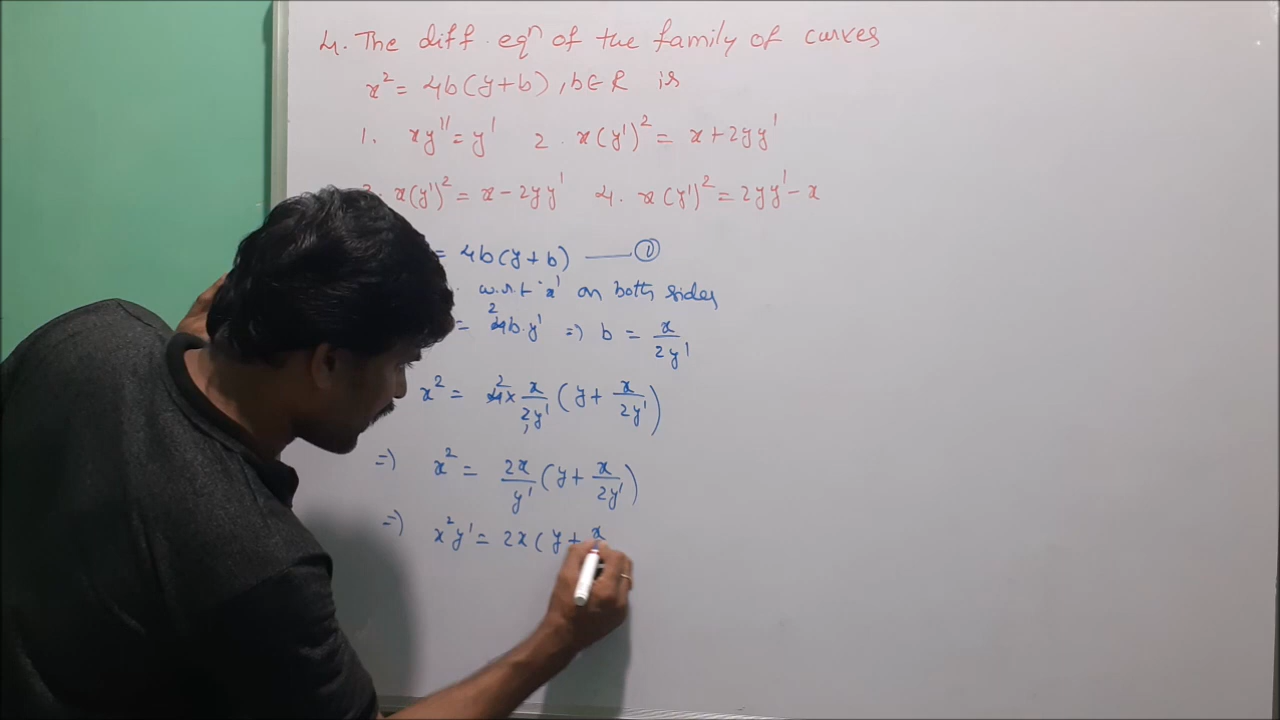 4. The diff. eqⁿ of the family of curves
x² = 4b(y+b), b∈R is
1. xy'' = y' 2. x(y')² = x + 2yy'
x(y')² = x - 2yy' 4. x(y')² = 2yy' - x
= 4b(y+b) —— ①
w.r.t 'x' on both sides
= 4b.y' ⇒ b = x/2y'
x² = 4 × x/2y' (y + x/2y')
⇒ x² = 2x/y' (y + x/2y')
⇒ x²y' = 2x(y + x